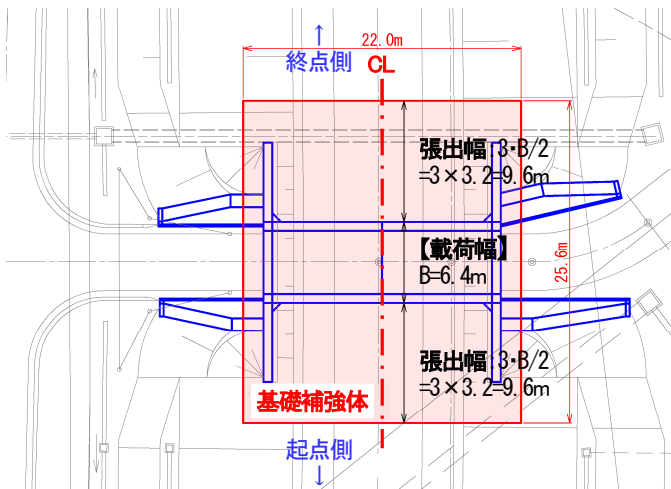 ↑
22.0m
終点側
CL
張出幅:3・B/2
=3×3.2=9.6m
【載荷幅】
B=6.4m
25.6m
張出幅:3・B/2
=3×3.2=9.6m
基礎補強体
起点側
↓